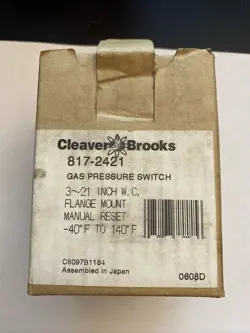 Cleaver Brooks
817-2421
GAS PRESSURE SWITCH
3~21 INCH W.C.
FLANGE MOUNT
MANUAL RESET
-40°F TO 140°F
C6097B1184
Assembled in Japan
0608D